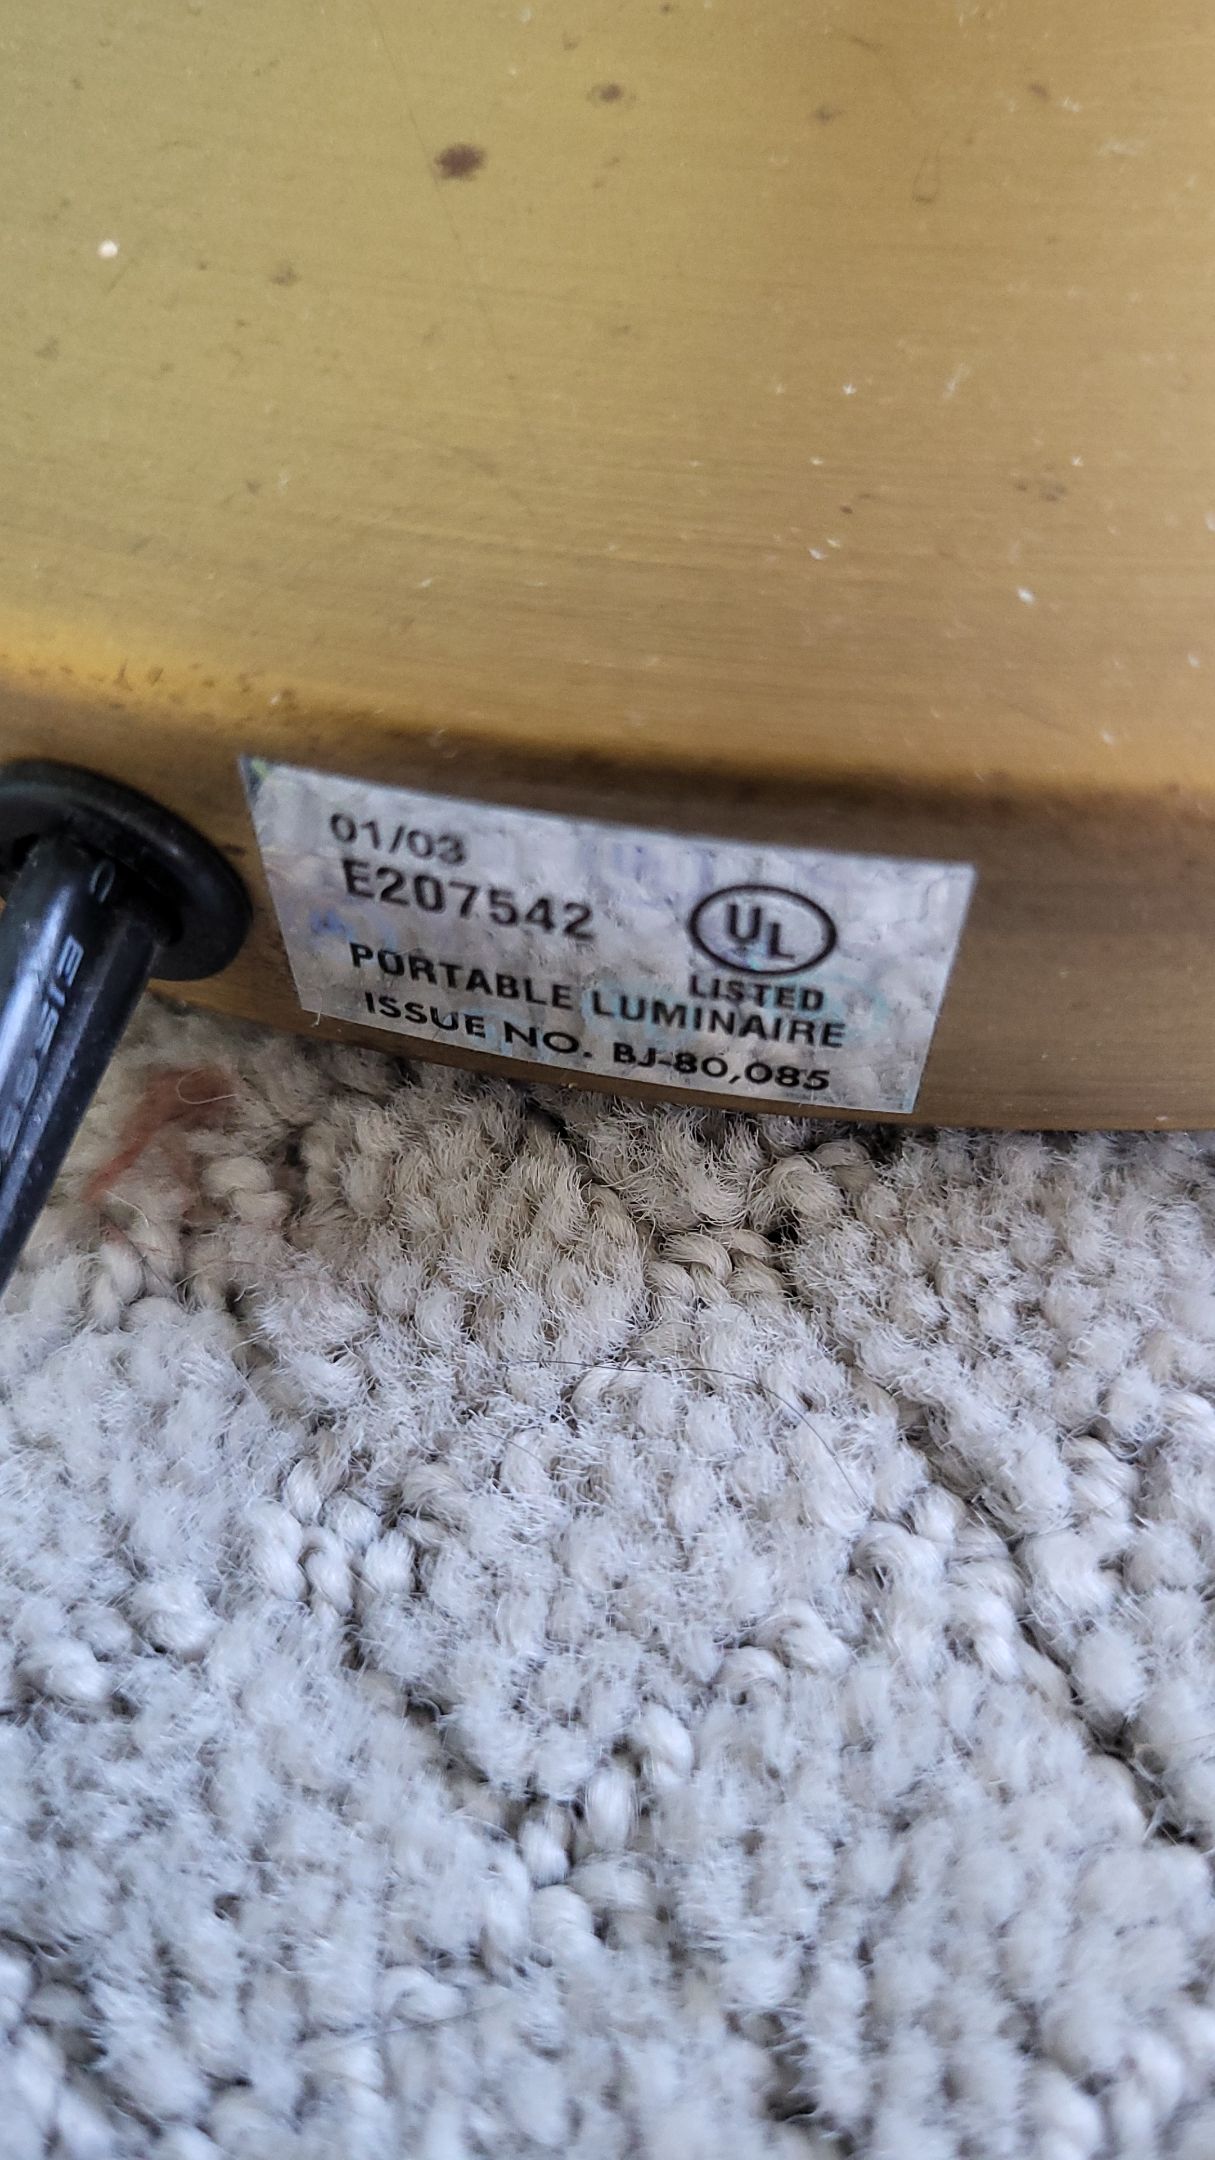 01/03
E207542
UL
LISTED
PORTABLE LUMINAIRE
ISSUE NO. BJ-80,085